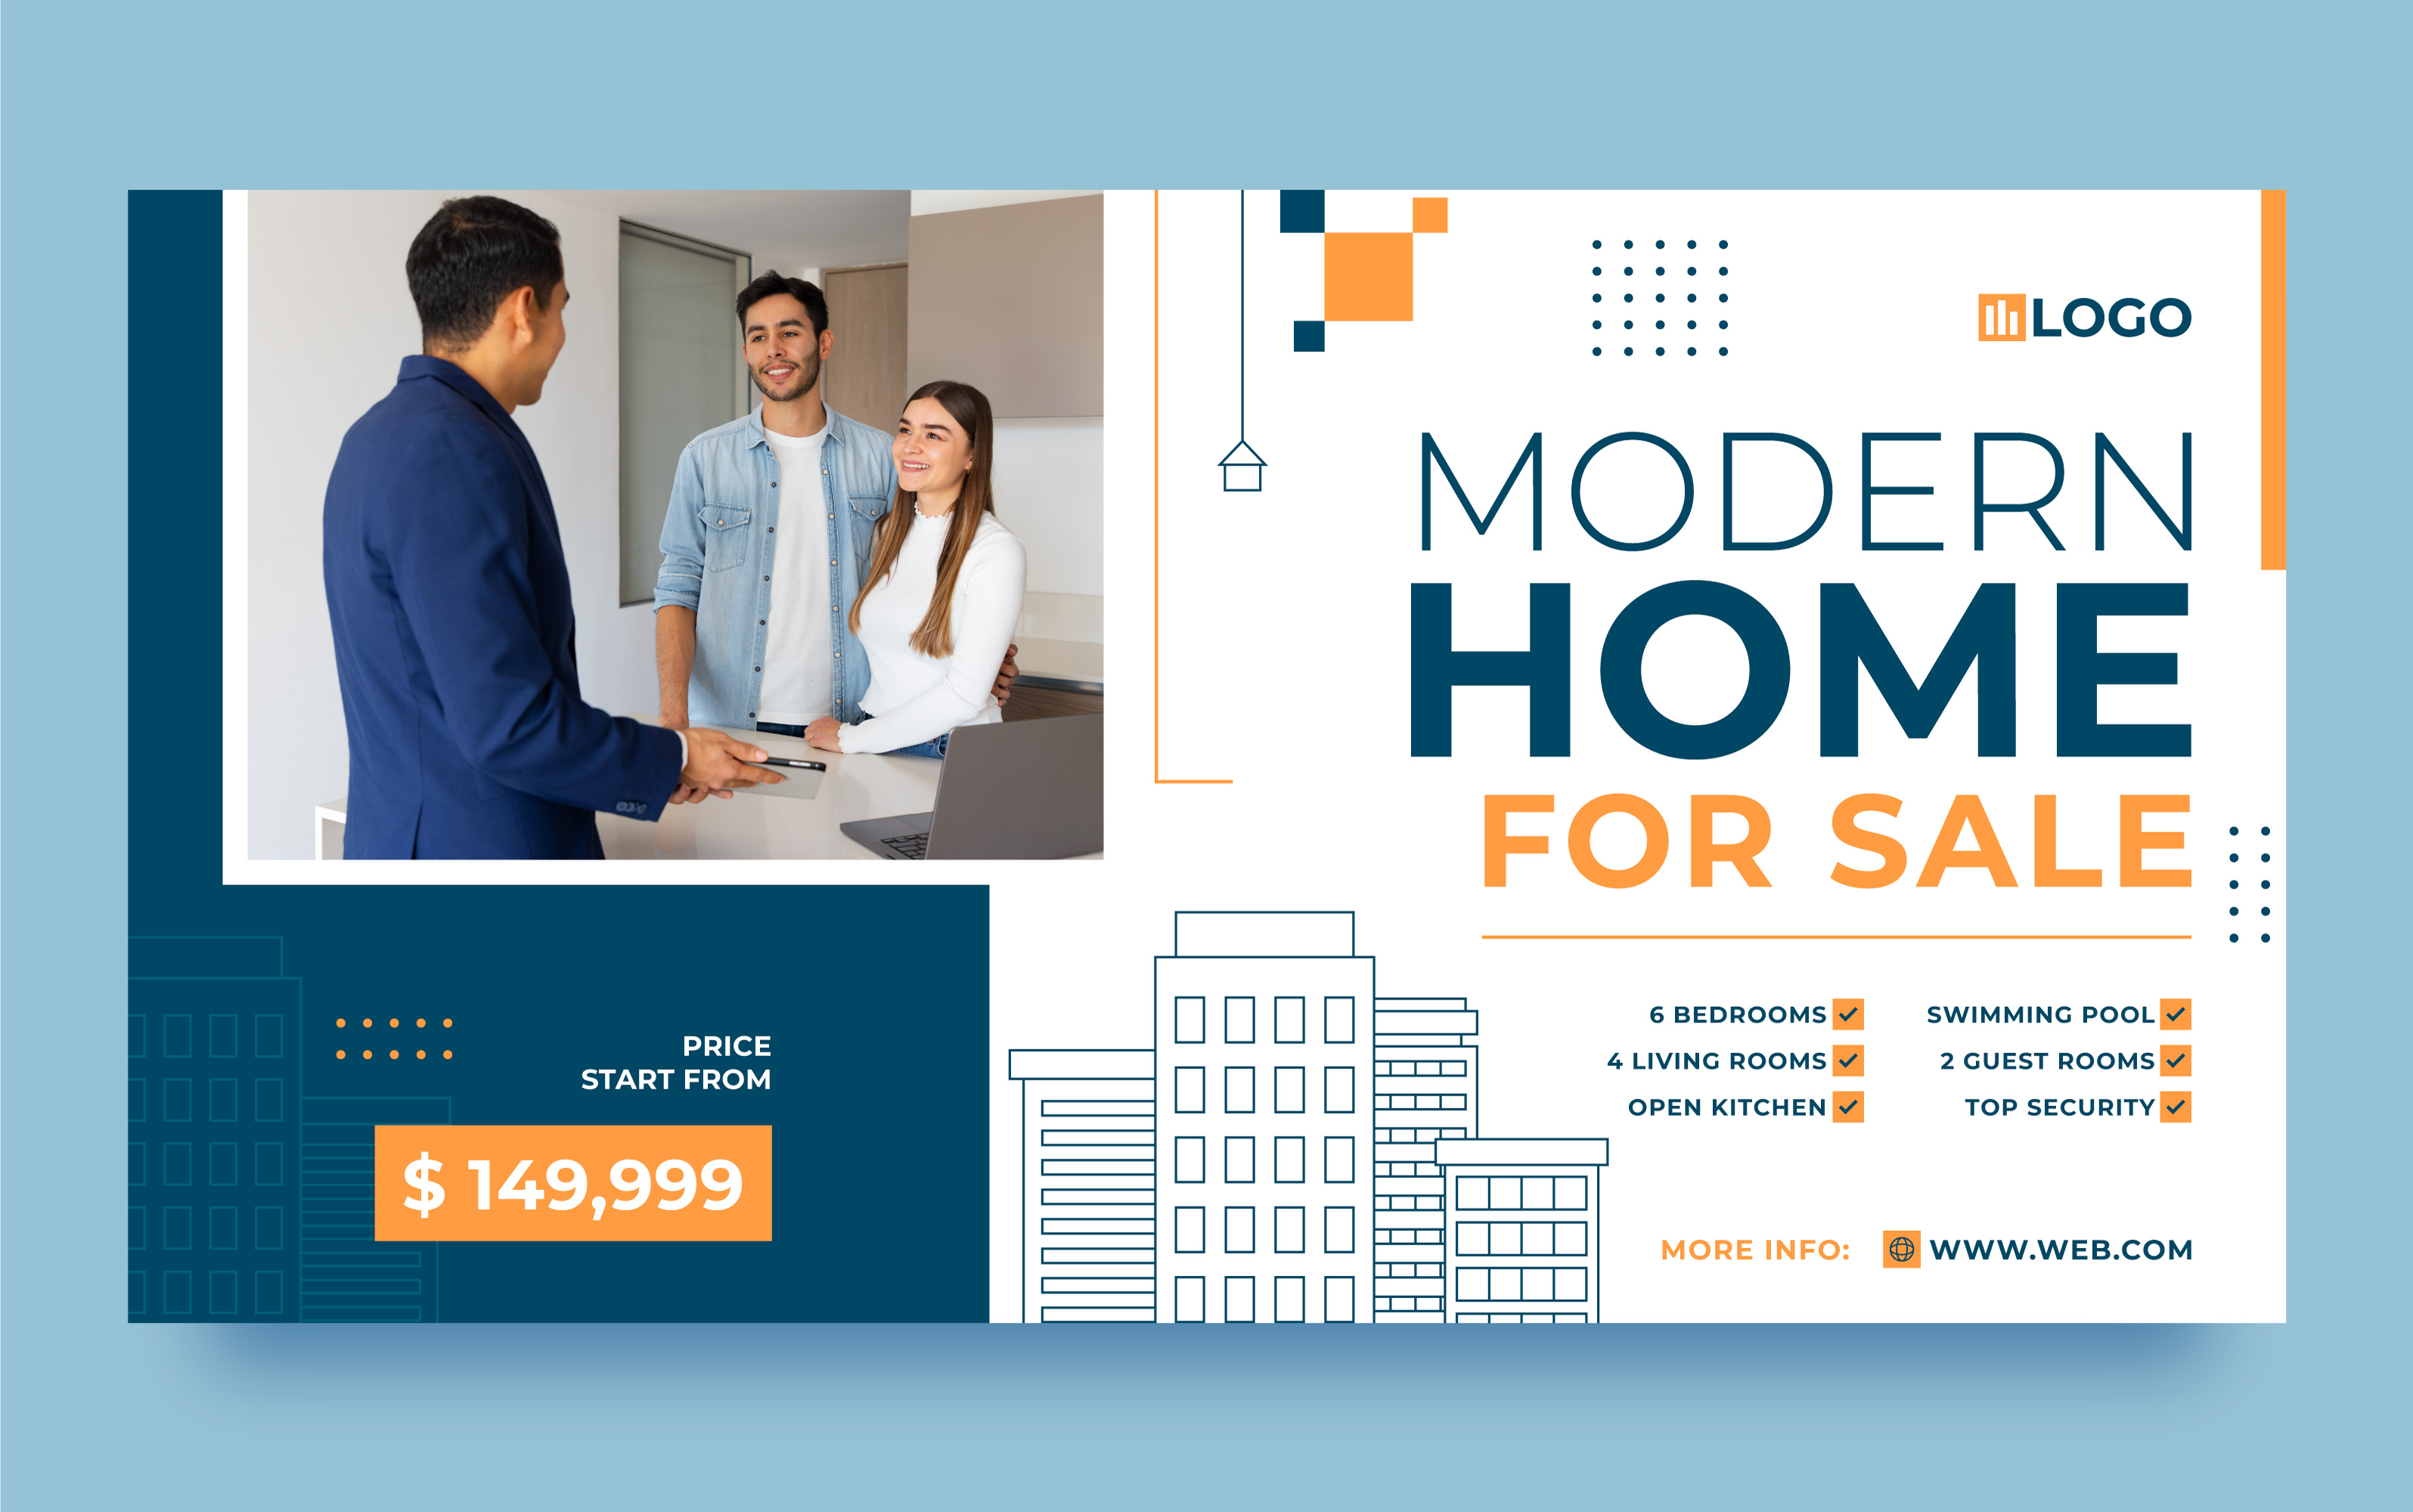 LOGO
MODERN
HOME
FOR SALE
6 BEDROOMS
4 LIVING ROOMS
OPEN KITCHEN
SWIMMING POOL
2 GUEST ROOMS
TOP SECURITY
MORE INFO: WWW.WEB.COM
PRICE
START FROM
$ 149,999